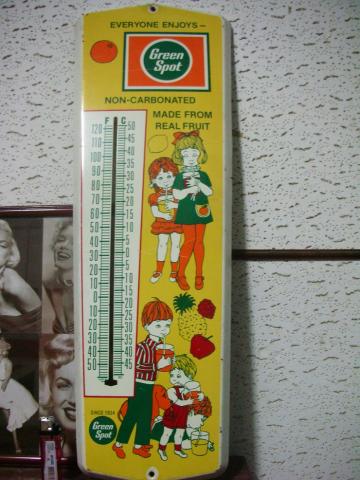 EVERYONE ENJOYS—
Green
Spot
NON-CARBONATED
MADE FROM
REAL FRUIT
F C
120 50
110 45
100 40
90 35
80 30
70 25
60 20
50 15
40 10
30 5
20 0
10 5
0 10
10 15
20 20
30 25
40 30
50 35
40
45
SINCE 1934
Green
Spot